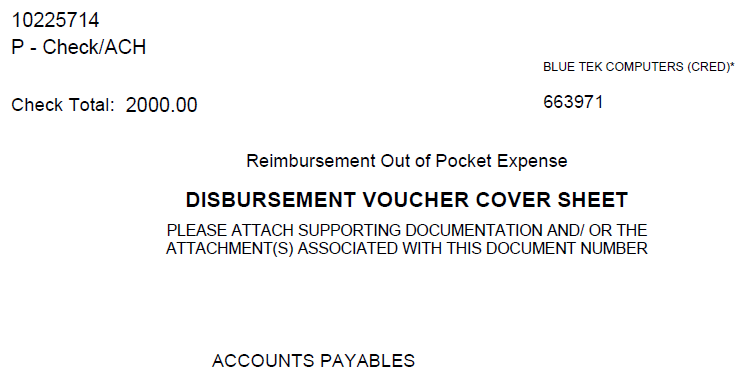 10225714
P - Check/ACH
BLUE TEK COMPUTERS (CRED)*
Check Total: 2000.00
663971
Reimbursement Out of Pocket Expense
DISBURSEMENT VOUCHER COVER SHEET
PLEASE ATTACH SUPPORTING DOCUMENTATION AND/ OR THE
ATTACHMENT(S) ASSOCIATED WITH THIS DOCUMENT NUMBER
ACCOUNTS PAYABLES